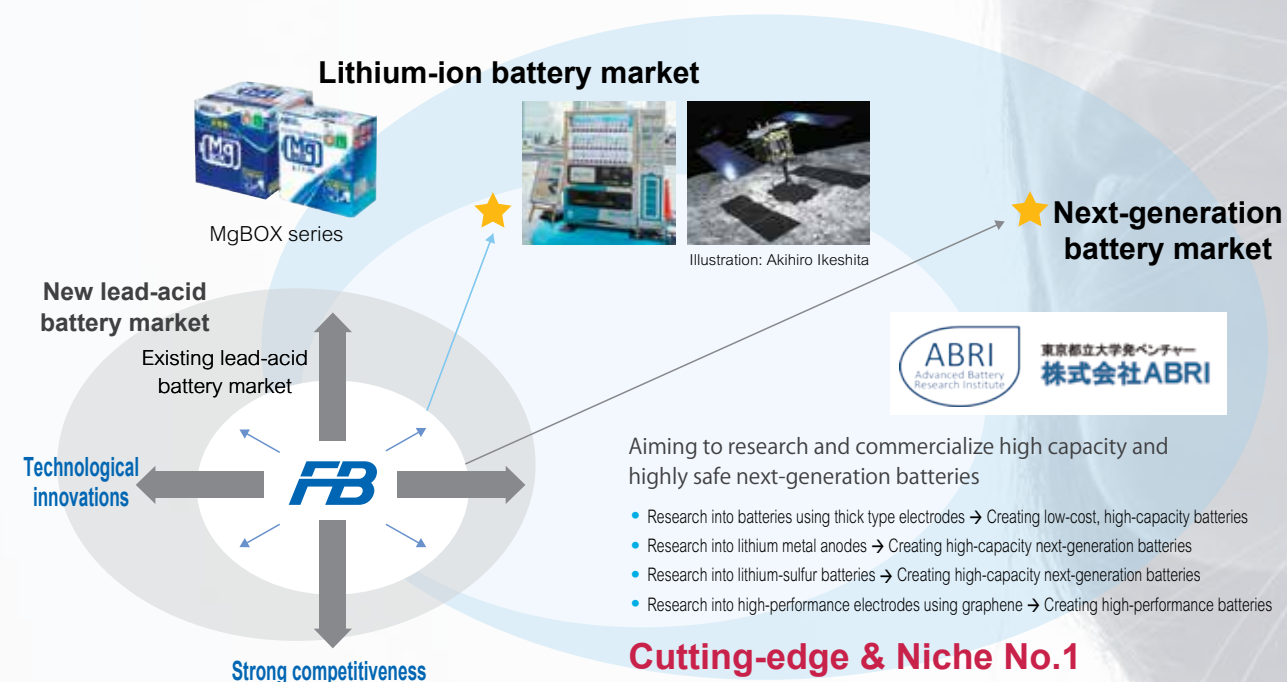 Lithium-ion battery market
Mg
Mg
MgBOX series
Illustration: Akihiro Ikeshita
Next-generation
battery market
New lead-acid
battery market
Existing lead-acid
battery market
Technological
innovations
FB
Strong competitiveness
ABRI
Advanced Battery
Research Institute
東京都立大学発ベンチャー
株式会社ABRI
Aiming to research and commercialize high capacity and
highly safe next-generation batteries
• Research into batteries using thick type electrodes → Creating low-cost, high-capacity batteries
• Research into lithium metal anodes → Creating high-capacity next-generation batteries
• Research into lithium-sulfur batteries → Creating high-capacity next-generation batteries
• Research into high-performance electrodes using graphene → Creating high-performance batteries
Cutting-edge & Niche No.1